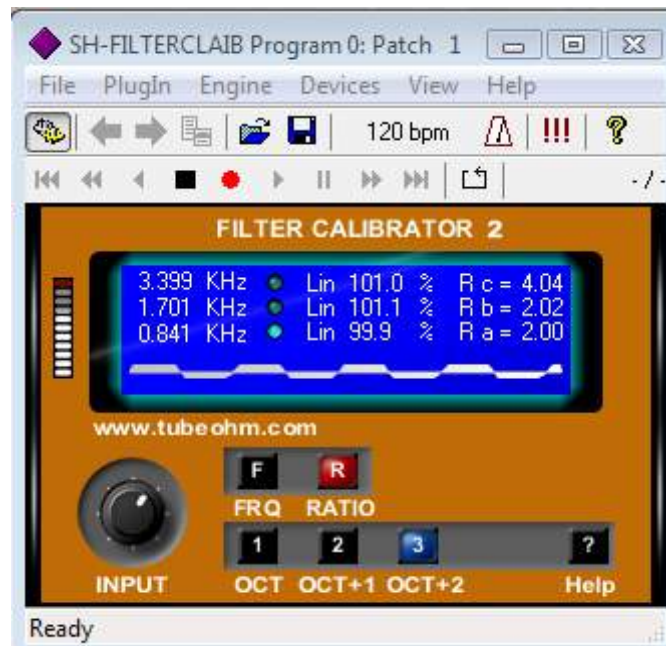 SH-FILTERCLAIB Program 0: Patch 1
File PlugIn Engine Devices View Help
120 bpm !!! ?
- / -
FILTER CALIBRATOR 2
3.399 KHz Lin 101.0 % R c = 4.04
1.701 KHz Lin 101.1 % R b = 2.02
0.841 KHz Lin 99.9 % R a = 2.00
www.tubeohm.com
F R
FRQ RATIO
1 2 3 ?
INPUT OCT OCT+1 OCT+2 Help
Ready